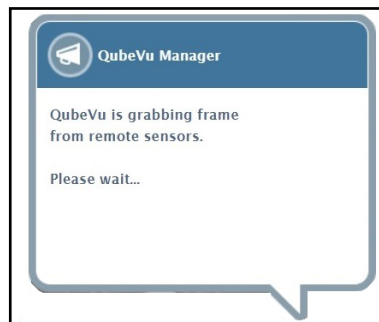 QubeVu Manager
QubeVu is grabbing frame
from remote sensors.
Please wait...